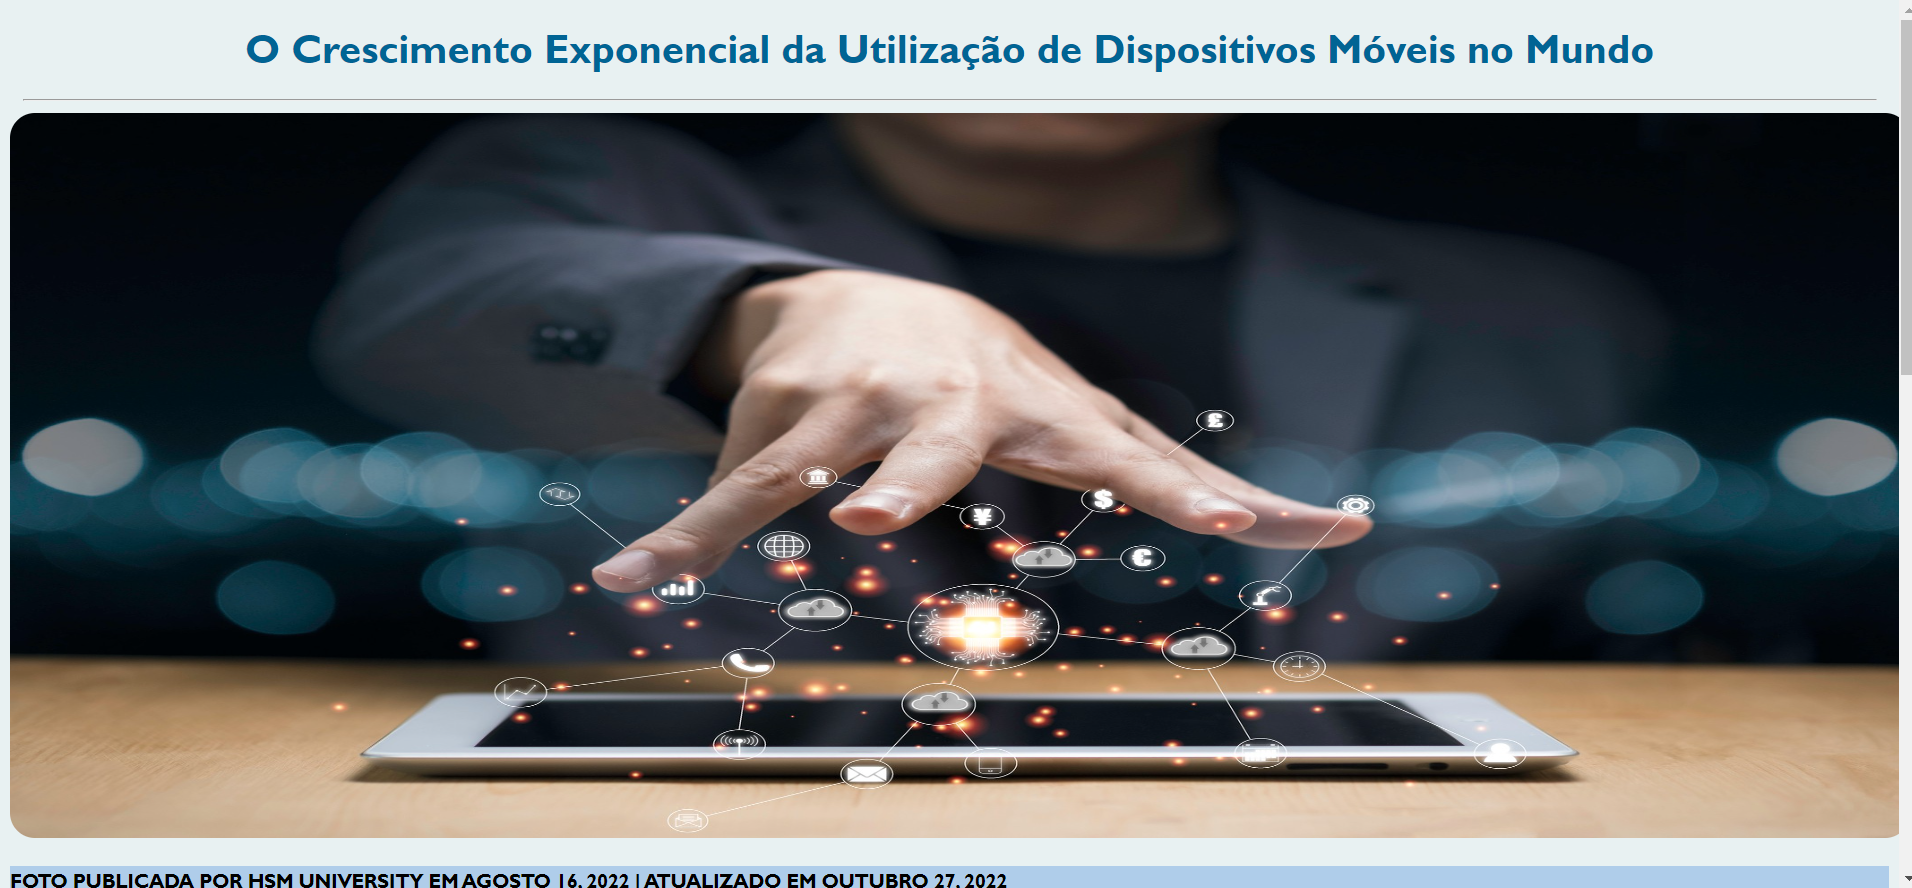 O Crescimento Exponencial da Utilização de Dispositivos Móveis no Mundo
£
¥
$
€
FOTO PUBLICADA POR HSM UNIVERSITY EM AGOSTO 16, 2022 | ATUALIZADO EM OUTUBRO 27, 2022